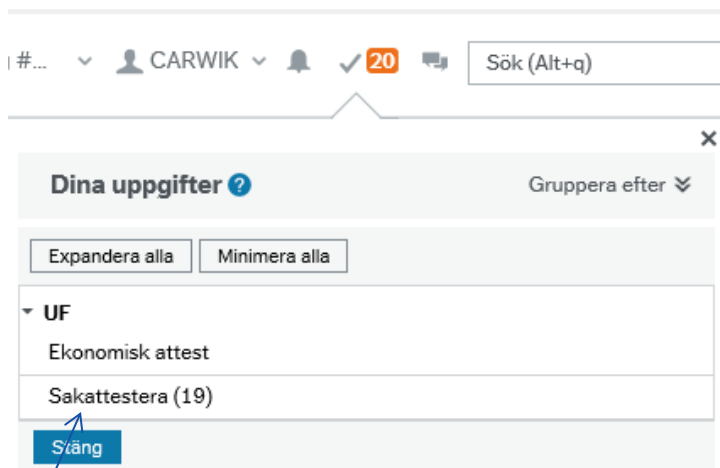 #... CARWIK 20 Sök (Alt+q)
Dina uppgifter ? Gruppera efter
Expandera alla Minimera alla
UF
Ekonomisk attest
Sakattestera (19)
Stäng